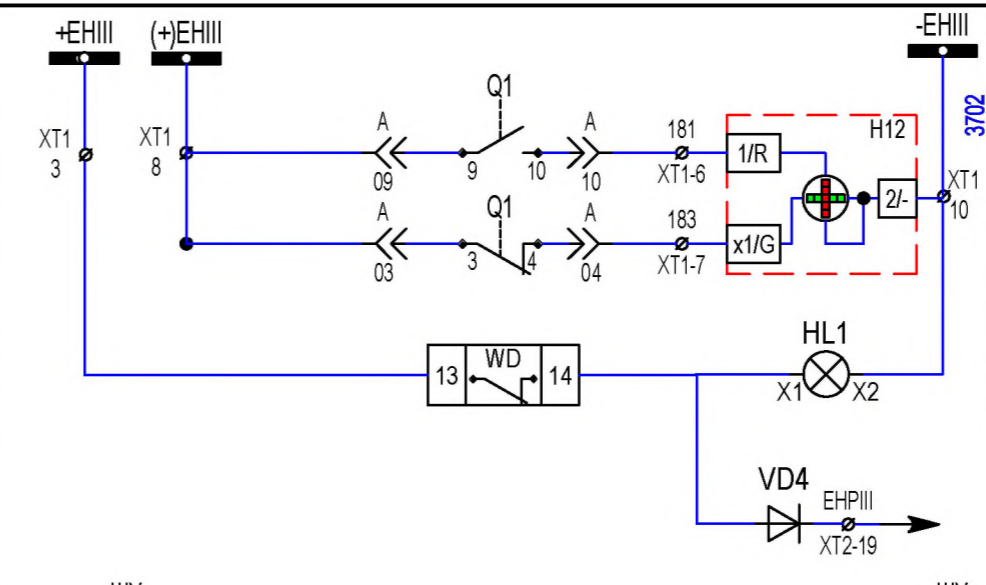 +EHIII (+)EHIII -EHIII
3702
Q1
H12
XT1
3
XT1
8
A
09
9
10
A
10
181
XT1-6
1/R
2/-
XT1
10
Q1
A
03
3
4
A
04
183
XT1-7
x1/G
13 WD 14
HL1
X1 X2
VD4
EHPIII
XT2-19